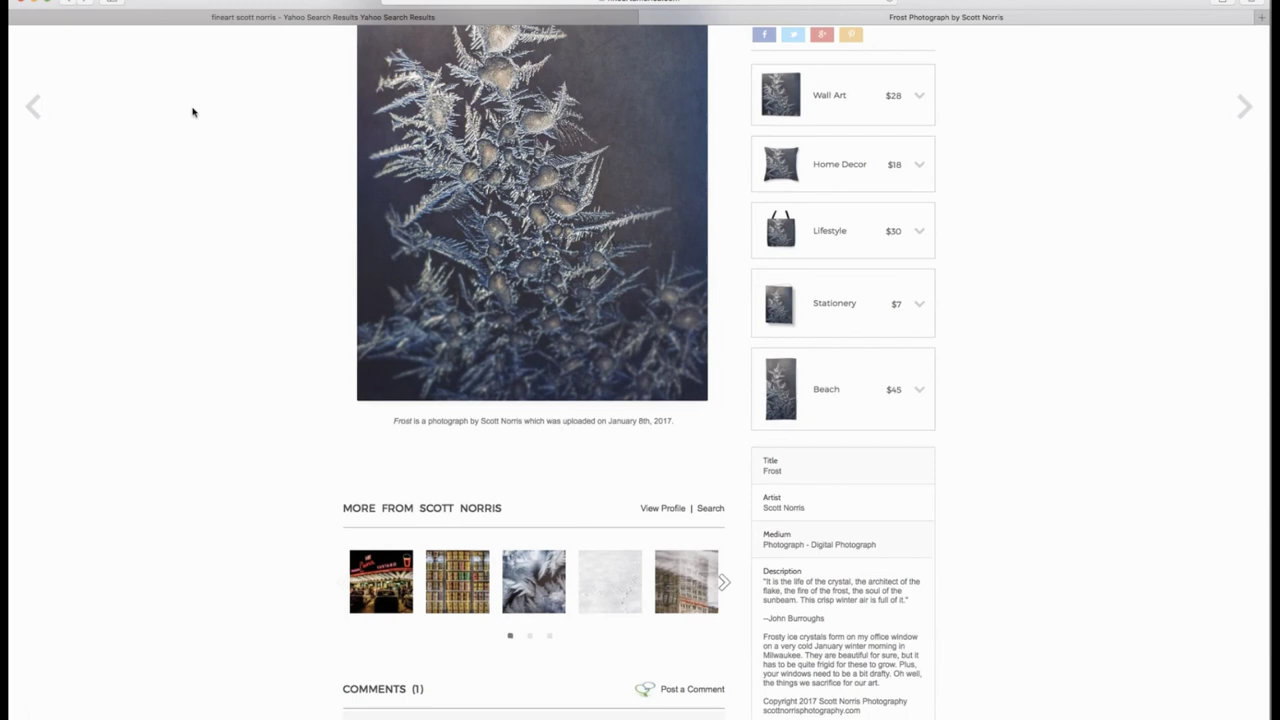 fineart scott norris - Yahoo Search Results Yahoo Search Results
Frost Photograph by Scott Norris
Wall Art $28
Home Decor $18
Lifestyle $30
Stationery $7
Beach $45
Frost is a photograph by Scott Norris which was uploaded on January 8th, 2017.
Title
Frost
Artist
Scott Norris
Medium
Photograph - Digital Photograph
Description
"It is the life of the crystal, the architect of the
flake, the fire of the frost, the soul of the
sunbeam. This crisp winter air is full of it."
--John Burroughs
Frosty ice crystals form on my office window
on a very cold January winter morning in
Milwaukee. They are beautiful for sure, but it
has to be quite frigid for these to grow. Plus,
your windows need to be a bit drafty. Oh well,
the things we sacrifice for our art.
Copyright 2017 Scott Norris Photography
scottnorrisphotography.com
MORE FROM SCOTT NORRIS
View Profile | Search
COMMENTS (1)
Post a Comment